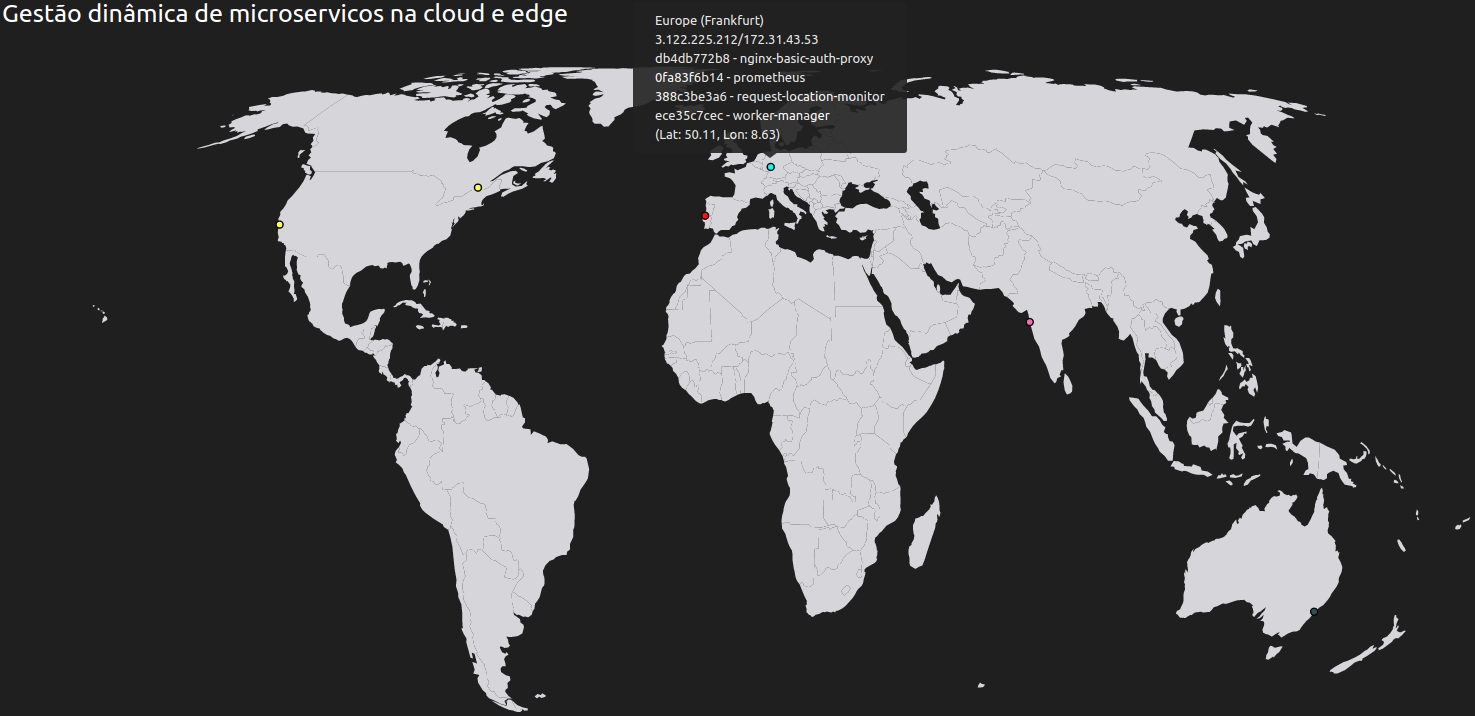 Gestão dinâmica de microservicos na cloud e edge
Europe (Frankfurt)
3.122.225.212/172.31.43.53
db4db772b8 - nginx-basic-auth-proxy
0fa83f6b14 - prometheus
388c3be3a6 - request-location-monitor
ece35c7cec - worker-manager
(Lat: 50.11, Lon: 8.63)